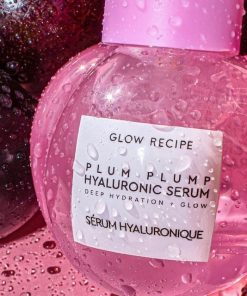 GLOW RECIPE
PLUM PLUMP
HYALURONIC SERUM
DEEP HYDRATION + GLOW
SÉRUM HYALURONIQUE